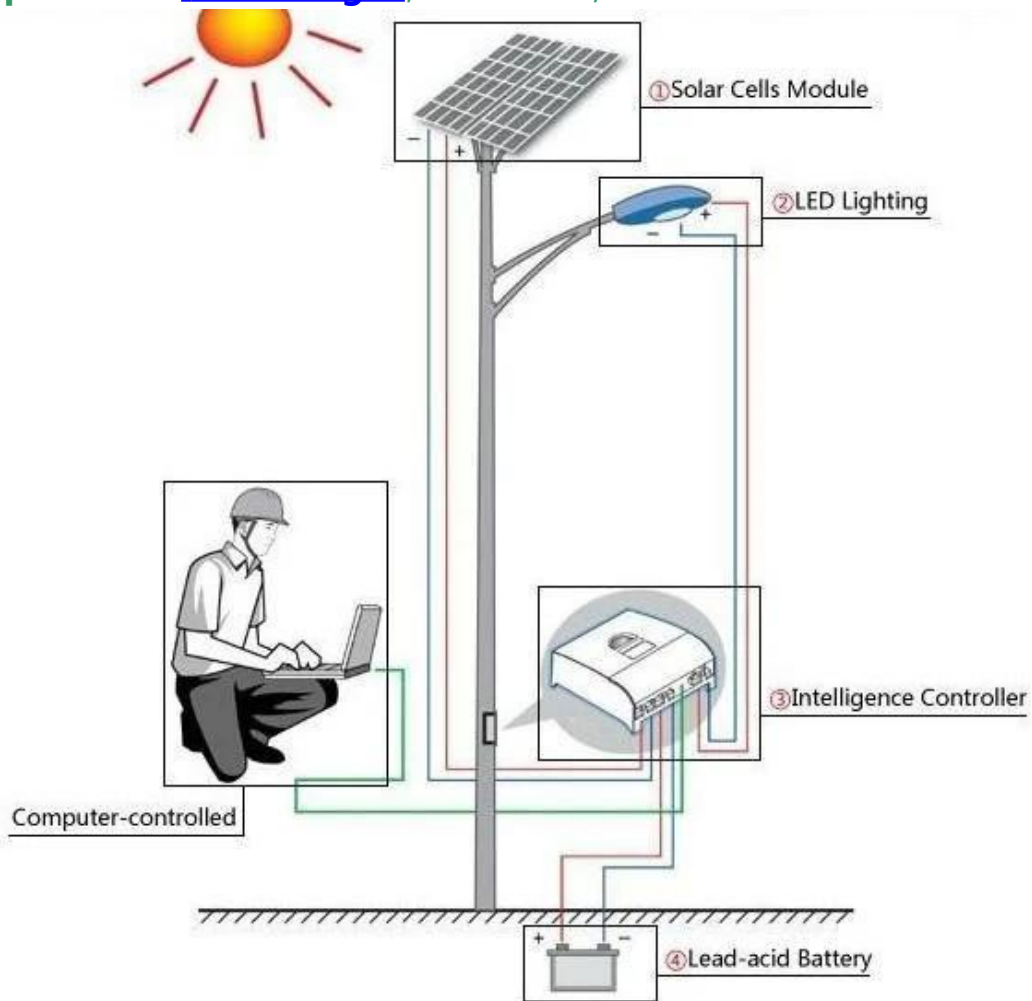 ①Solar Cells Module
− +
②LED Lighting
− +
③Intelligence Controller
Computer-controlled
+ −
④Lead-acid Battery